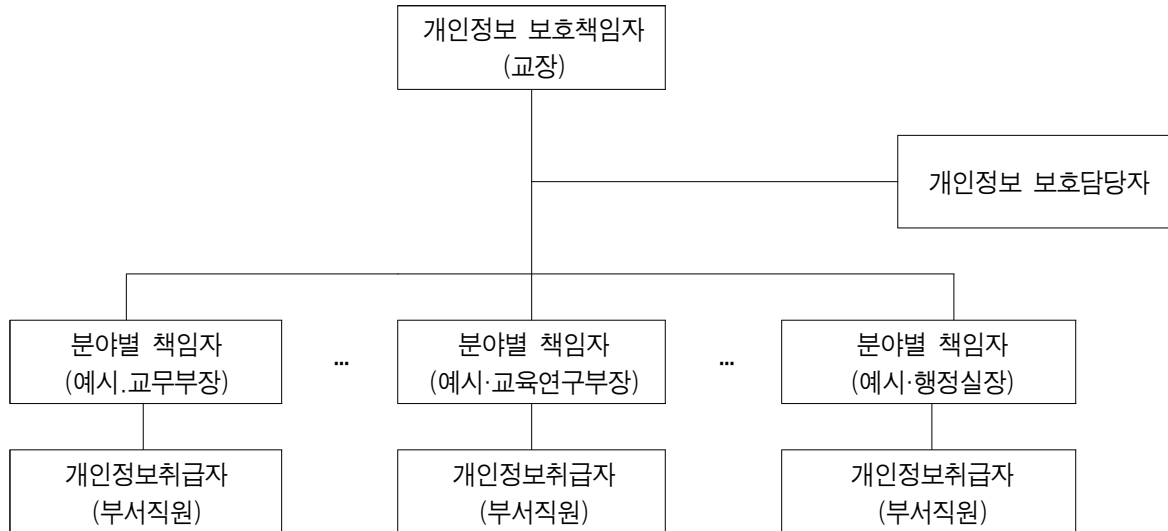 개인정보 보호책임자
(교장)
개인정보 보호담당자
분야별 책임자
(예시.교무부장)
...
분야별 책임자
(예시·교육연구부장)
...
분야별 책임자
(예시·행정실장)
개인정보취급자
(부서직원)
개인정보취급자
(부서직원)
개인정보취급자
(부서직원)